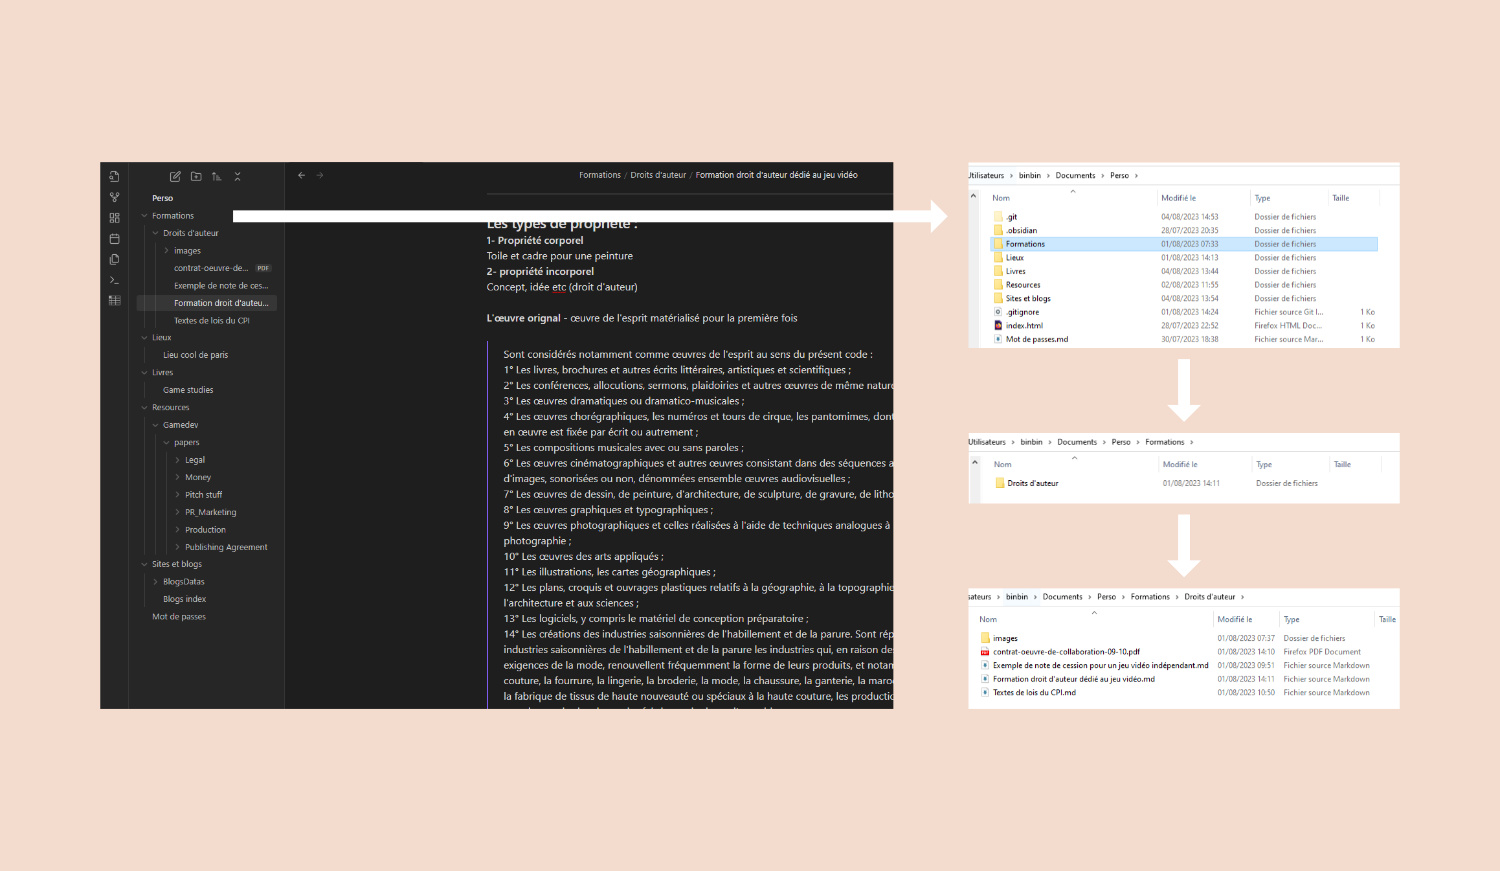 Perso
Formations
Droits d'auteur
images
contrat-oeuvre-de... PDF
Exemple de note de ces...
Formation droit d'auteu...
Textes de lois du CPI
Lieux
Lieu cool de paris
Livres
Game studies
Resources
Gamedev
papers
Legal
Money
Pitch stuff
PR_Marketing
Production
Publishing Agreement
Sites et blogs
BlogsDatas
Blogs index
Mot de passes
Formations / Droits d'auteur / Formation droit d'auteur dédié au jeu vidéo
Les types de propriété :
1- Propriété corporel
Toile et cadre pour une peinture
2- propriété incorporel
Concept, idée etc (droit d'auteur)
L'œuvre orignal - œuvre de l'esprit matérialisé pour la première fois
Sont considérés notamment comme œuvres de l'esprit au sens du présent code :
1° Les livres, brochures et autres écrits littéraires, artistiques et scientifiques ;
2° Les conférences, allocutions, sermons, plaidoiries et autres œuvres de même nature
3° Les œuvres dramatiques ou dramatico-musicales ;
4° Les œuvres chorégraphiques, les numéros et tours de cirque, les pantomimes, dont
en œuvre est fixée par écrit ou autrement ;
5° Les compositions musicales avec ou sans paroles ;
6° Les œuvres cinématographiques et autres œuvres consistant dans des séquences a
d'images, sonorisées ou non, dénommées ensemble œuvres audiovisuelles ;
7° Les œuvres de dessin, de peinture, d'architecture, de sculpture, de gravure, de litho
8° Les œuvres graphiques et typographiques ;
9° Les œuvres photographiques et celles réalisées à l'aide de techniques analogues à
photographie ;
10° Les œuvres des arts appliqués ;
11° Les illustrations, les cartes géographiques ;
12° Les plans, croquis et ouvrages plastiques relatifs à la géographie, à la topographie
l'architecture et aux sciences ;
13° Les logiciels, y compris le matériel de conception préparatoire ;
14° Les créations des industries saisonnières de l'habillement et de la parure. Sont rép
industries saisonnières de l'habillement et de la parure les industries qui, en raison des
exigences de la mode, renouvellent fréquemment la forme de leurs produits, et notam
couture, la fourrure, la lingerie, la broderie, la mode, la chaussure, la ganterie, la maro
la fabrique de tissus de haute nouveauté ou spéciaux à la haute couture, les production
Utilisateurs > binbin > Documents > Perso >
Nom Modifié le Type Taille
.git 04/08/2023 14:53 Dossier de fichiers
.obsidian 28/07/2023 20:35 Dossier de fichiers
Formations 01/08/2023 07:33 Dossier de fichiers
Lieux 01/08/2023 14:13 Dossier de fichiers
Livres 04/08/2023 13:44 Dossier de fichiers
Resources 02/08/2023 11:55 Dossier de fichiers
Sites et blogs 04/08/2023 13:54 Dossier de fichiers
.gitignore 01/08/2023 14:24 Fichier source Git I... 1 Ko
index.html 28/07/2023 22:52 Firefox HTML Doc... 1 Ko
Mot de passes.md 30/07/2023 18:38 Fichier source Mar... 1 Ko
Utilisateurs > binbin > Documents > Perso > Formations >
Nom Modifié le Type Taille
Droits d'auteur 01/08/2023 14:11 Dossier de fichiers
sateurs > binbin > Documents > Perso > Formations > Droits d'auteur >
Nom Modifié le Type Taille
images 01/08/2023 07:37 Dossier de fichiers
contrat-oeuvre-de-collaboration-09-10.pdf 01/08/2023 14:10 Firefox PDF Document
Exemple de note de cession pour un jeu vidéo indépendant.md 01/08/2023 09:51 Fichier source Markdown
Formation droit d'auteur dédié au jeu vidéo.md 01/08/2023 14:11 Fichier source Markdown
Textes de lois du CPI.md 01/08/2023 10:50 Fichier source Markdown